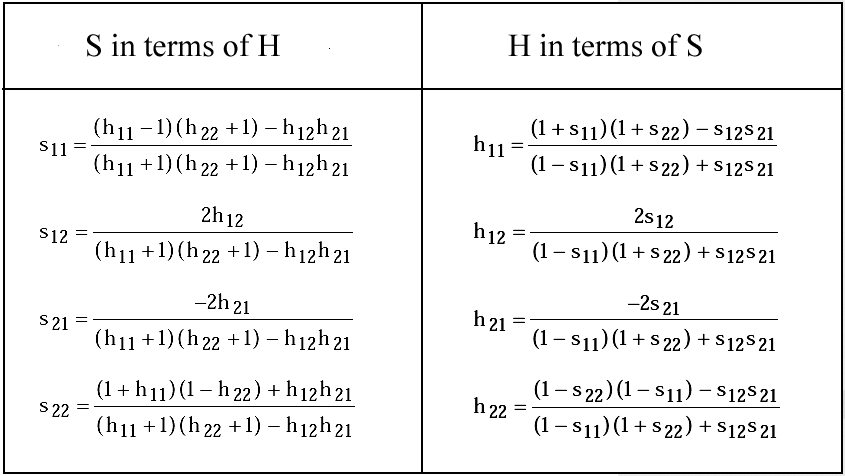 S in terms of H
H in terms of S
s11 = (h11 − 1)(h22 + 1) − h12h21 / (h11 + 1)(h22 + 1) − h12h21
h11 = (1 + s11)(1 + s22) − s12s21 / (1 − s11)(1 + s22) + s12s21
s12 = 2h12 / (h11 + 1)(h22 + 1) − h12h21
h12 = 2s12 / (1 − s11)(1 + s22) + s12s21
s21 = −2h21 / (h11 + 1)(h22 + 1) − h12h21
h21 = −2s21 / (1 − s11)(1 + s22) + s12s21
s22 = (1 + h11)(1 − h22) + h12h21 / (h11 + 1)(h22 + 1) − h12h21
h22 = (1 − s22)(1 − s11) − s12s21 / (1 − s11)(1 + s22) + s12s21